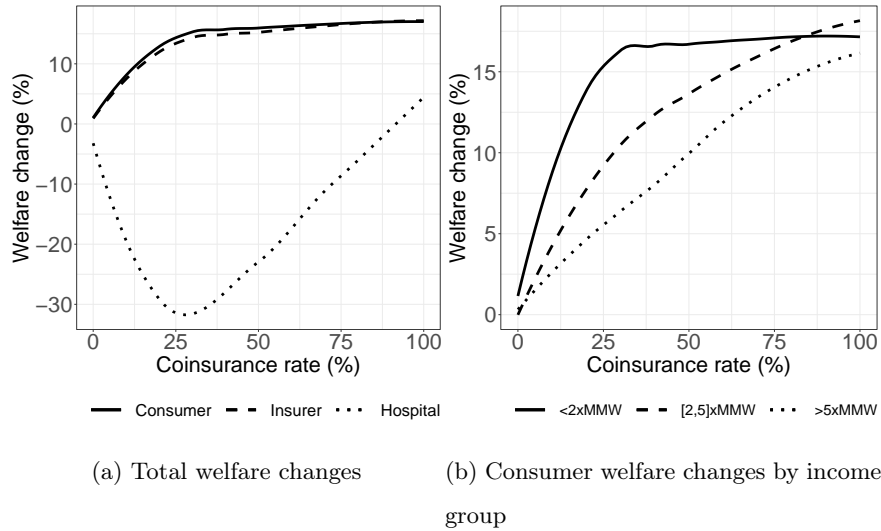 Welfare change (%)
10
0
−10
−20
−30
0 25 50 75 100
Coinsurance rate (%)
Consumer Insurer Hospital
(a) Total welfare changes
Welfare change (%)
15
10
5
0
0 25 50 75 100
Coinsurance rate (%)
<2xMMW [2,5]xMMW >5xMMW
(b) Consumer welfare changes by income
group